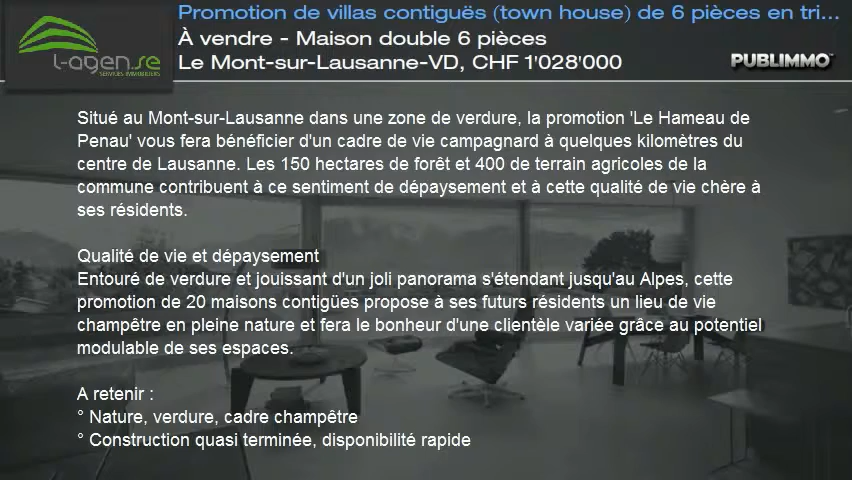 Promotion de villas contiguës (town house) de 6 pièces en tri...
l-agen.se
SERVICES IMMOBILIERS
À vendre - Maison double 6 pièces
Le Mont-sur-Lausanne-VD, CHF 1'028'000
PUBLIMMO
Situé au Mont-sur-Lausanne dans une zone de verdure, la promotion 'Le Hameau de
Penau' vous fera bénéficier d'un cadre de vie campagnard à quelques kilomètres du
centre de Lausanne. Les 150 hectares de forêt et 400 de terrain agricoles de la
commune contribuent à ce sentiment de dépaysement et à cette qualité de vie chère à
ses résidents.
Qualité de vie et dépaysement
Entouré de verdure et jouissant d'un joli panorama s'étendant jusqu'au Alpes, cette
promotion de 20 maisons contigües propose à ses futurs résidents un lieu de vie
champêtre en pleine nature et fera le bonheur d'une clientèle variée grâce au potentiel
modulable de ses espaces.
A retenir :
° Nature, verdure, cadre champêtre
° Construction quasi terminée, disponibilité rapide